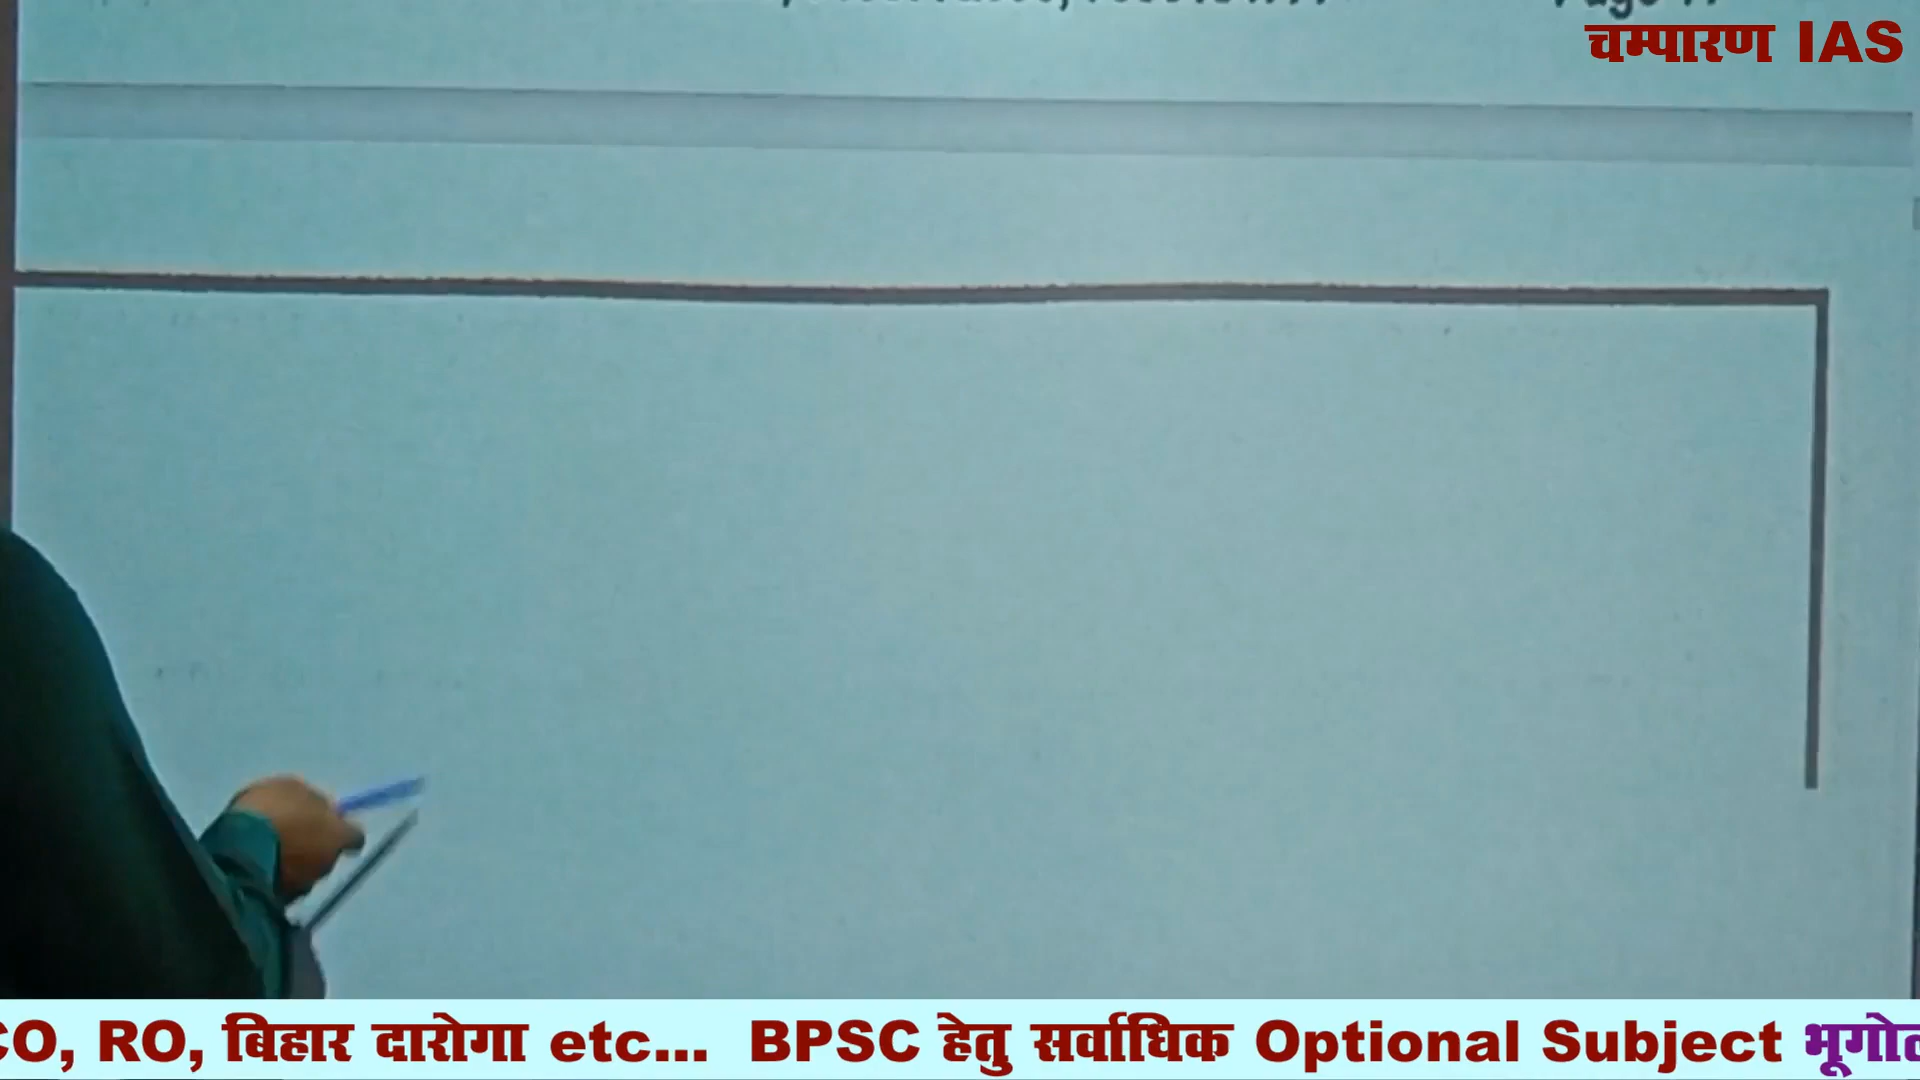 चम्पारण IAS
CO, RO, बिहार दारोगा etc... BPSC हेतु सर्वाधिक Optional Subject